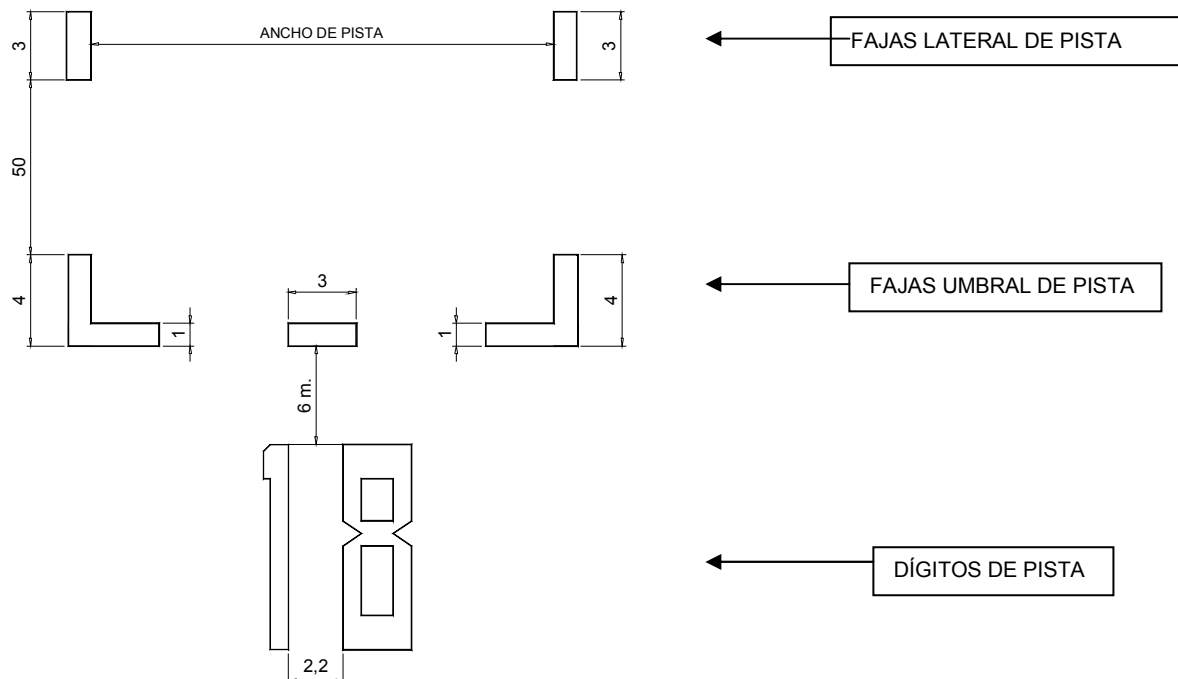 3
ANCHO DE PISTA
3
FAJAS LATERAL DE PISTA
50
4
1
3
1
4
FAJAS UMBRAL DE PISTA
6 m.
18
DÍGITOS DE PISTA
2,2